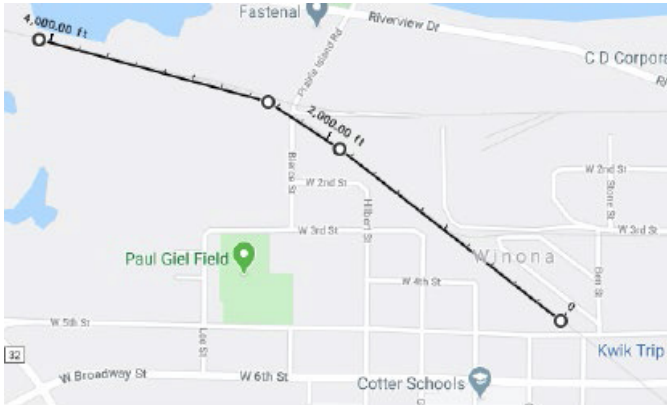 4,000.00 ft
Fastenal
Riverview Dr
C D Corpora
Prairie Island Rd
2,000.00 ft
Bierce St
W 2nd St
W 2nd St
Stone St
Hilbert St
W 3rd St
W 3rd St
Winona
Paul Giel Field
W 4th St
Ben St
0
W 5th St
Lee St
Kwik Trip
32
W Broadway St
W 6th St
Cotter Schools